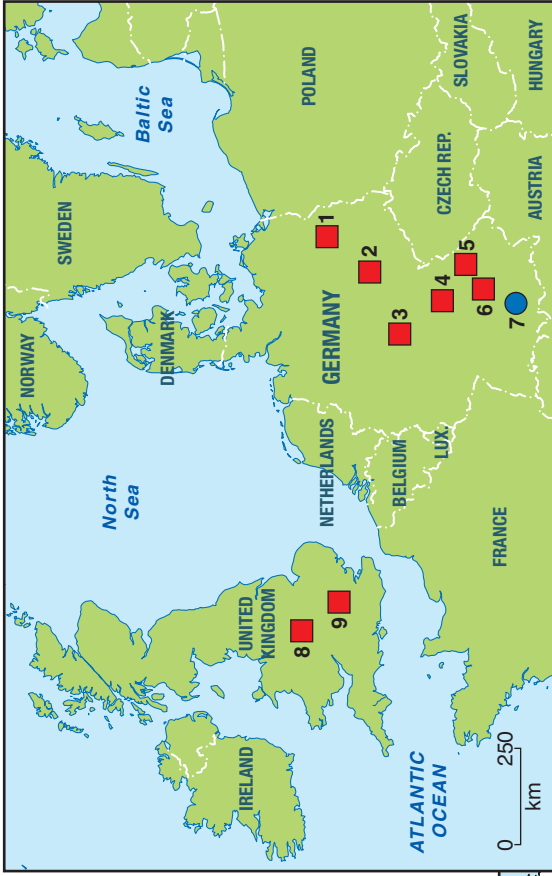 NORWAY
SWEDEN
Baltic
Sea
North
Sea
DENMARK
UNITED
KINGDOM
IRELAND
NETHERLANDS
GERMANY
POLAND
BELGIUM
LUX.
CZECH REP.
SLOVAKIA
FRANCE
AUSTRIA
HUNGARY
ATLANTIC
OCEAN
1
2
3
4
5
6
7
8
9
0
250
km